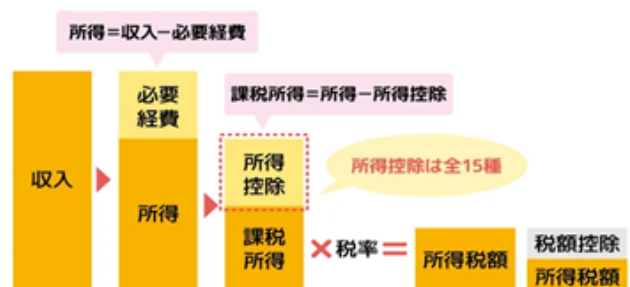 所得＝収入−必要経費
必要
経費
課税所得＝所得−所得控除
収入
所得
所得
控除
所得控除は全15種
課税
所得
×税率＝
所得税額
税額控除
所得税額